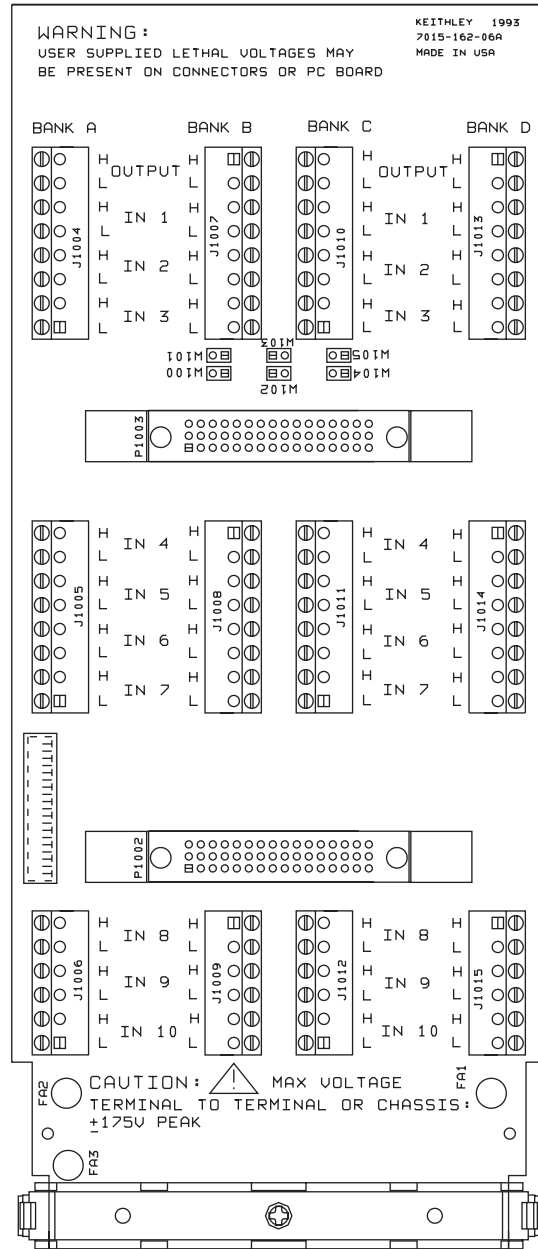 WARNING:
USER SUPPLIED LETHAL VOLTAGES MAY
BE PRESENT ON CONNECTORS OR PC BOARD
KEITHLEY 1993
7015-162-06A
MADE IN USA
BANK A BANK B BANK C BANK D
H OUTPUT H H OUTPUT H
L L L L
H IN 1 H H IN 1 H
L L L L
H IN 2 H H IN 2 H
L L L L
H IN 3 H H IN 3 H
L L L L
J1004 J1007 J1010 J1013
W101 W103 W105
W100 W102 W104
P1003
H IN 4 H H IN 4 H
L L L L
H IN 5 H H IN 5 H
L L L L
H IN 6 H H IN 6 H
L L L L
H IN 7 H H IN 7 H
L L L L
J1005 J1008 J1011 J1014
P1002
H IN 8 H H IN 8 H
L L L L
H IN 9 H H IN 9 H
L L L L
H IN 10 H H IN 10 H
L L L L
J1006 J1009 J1012 J1015
FA2 CAUTION: ! MAX VOLTAGE FA1
TERMINAL TO TERMINAL OR CHASSIS:
±175V PEAK
FA3